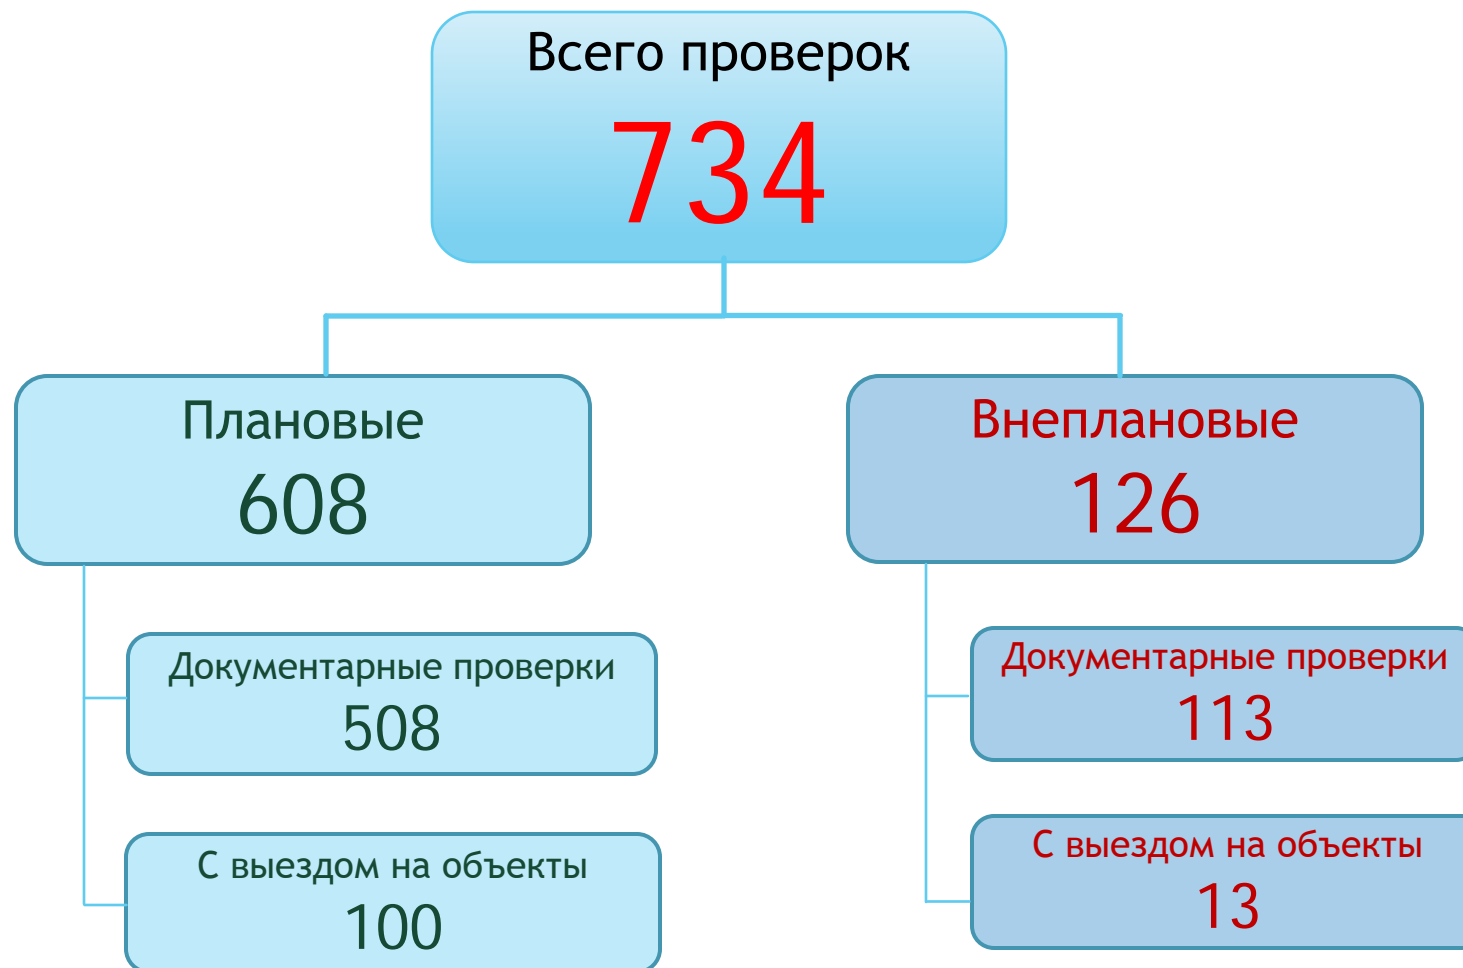 Всего проверок
734
Плановые
608
Документарные проверки
508
С выездом на объекты
100
Внеплановые
126
Документарные проверки
113
С выездом на объекты
13